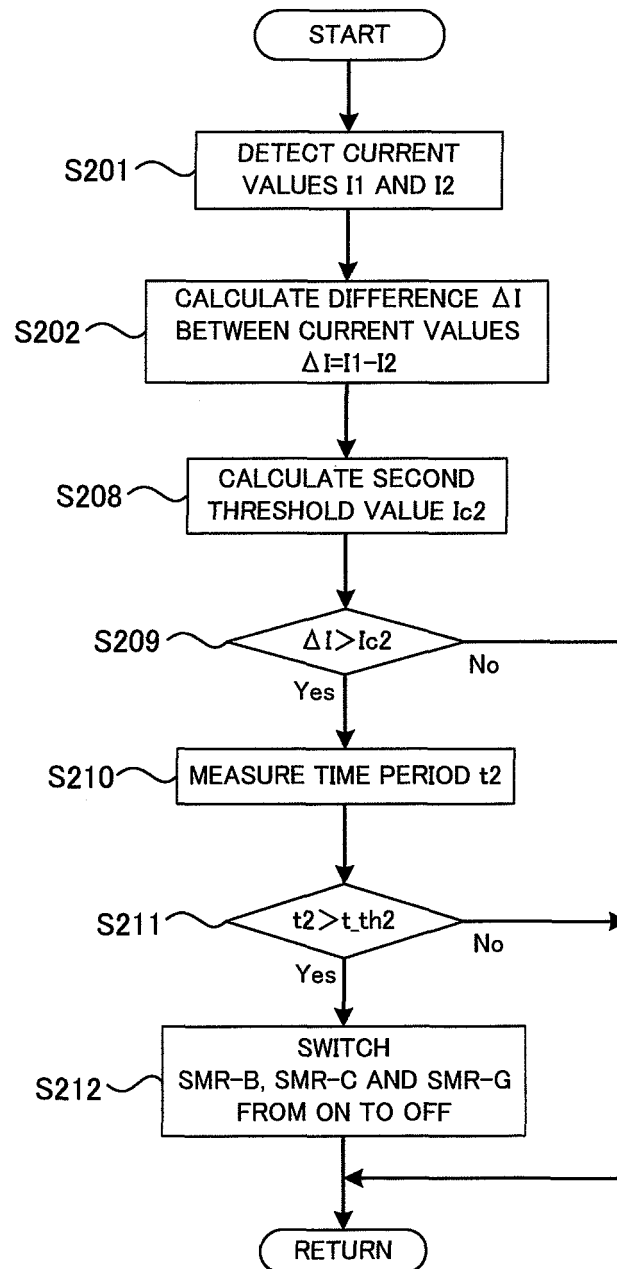 START
S201
DETECT CURRENT
VALUES I1 AND I2
S202
CALCULATE DIFFERENCE ΔI
BETWEEN CURRENT VALUES
ΔI=I1-I2
S208
CALCULATE SECOND
THRESHOLD VALUE Ic2
S209
ΔI>Ic2
No
Yes
S210
MEASURE TIME PERIOD t2
S211
t2>t_th2
No
Yes
S212
SWITCH
SMR-B, SMR-C AND SMR-G
FROM ON TO OFF
RETURN